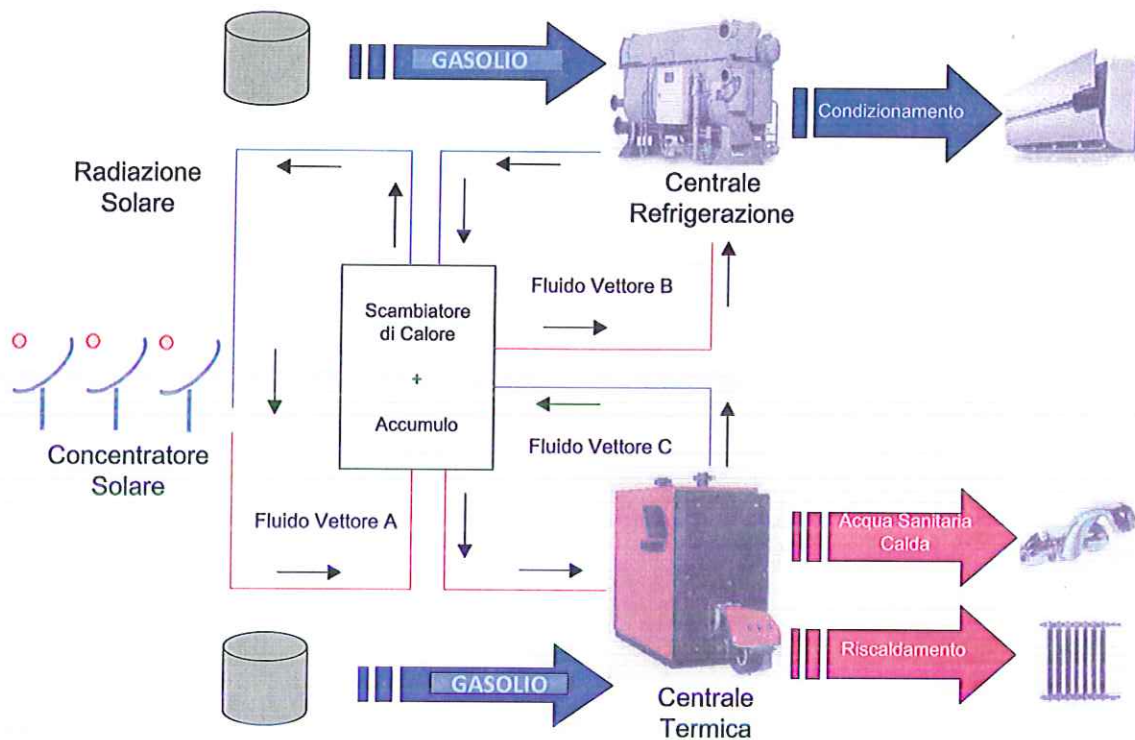 GASOLIO
Condizionamento
Radiazione
Solare
Centrale
Refrigerazione
Fluido Vettore B
Scambiatore
di Calore
+
Accumulo
Fluido Vettore C
Concentratore
Solare
Fluido Vettore A
Acqua Sanitaria
Calda
Riscaldamento
GASOLIO
Centrale
Termica